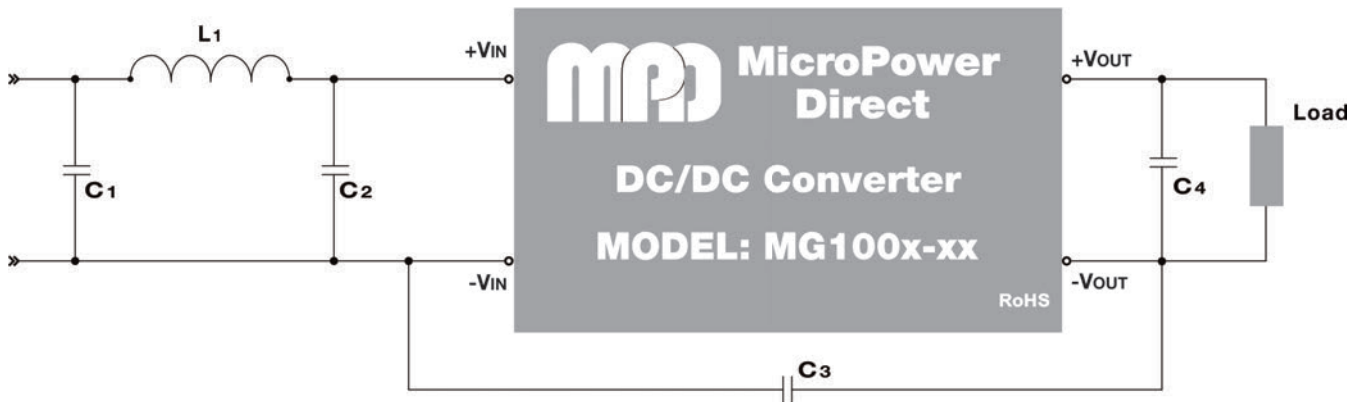 L1
+VIN
MPD
MicroPower
Direct
+VOUT
Load
C1
C2
DC/DC Converter
C4
MODEL: MG100x-xx
-VIN
-VOUT
RoHS
C3